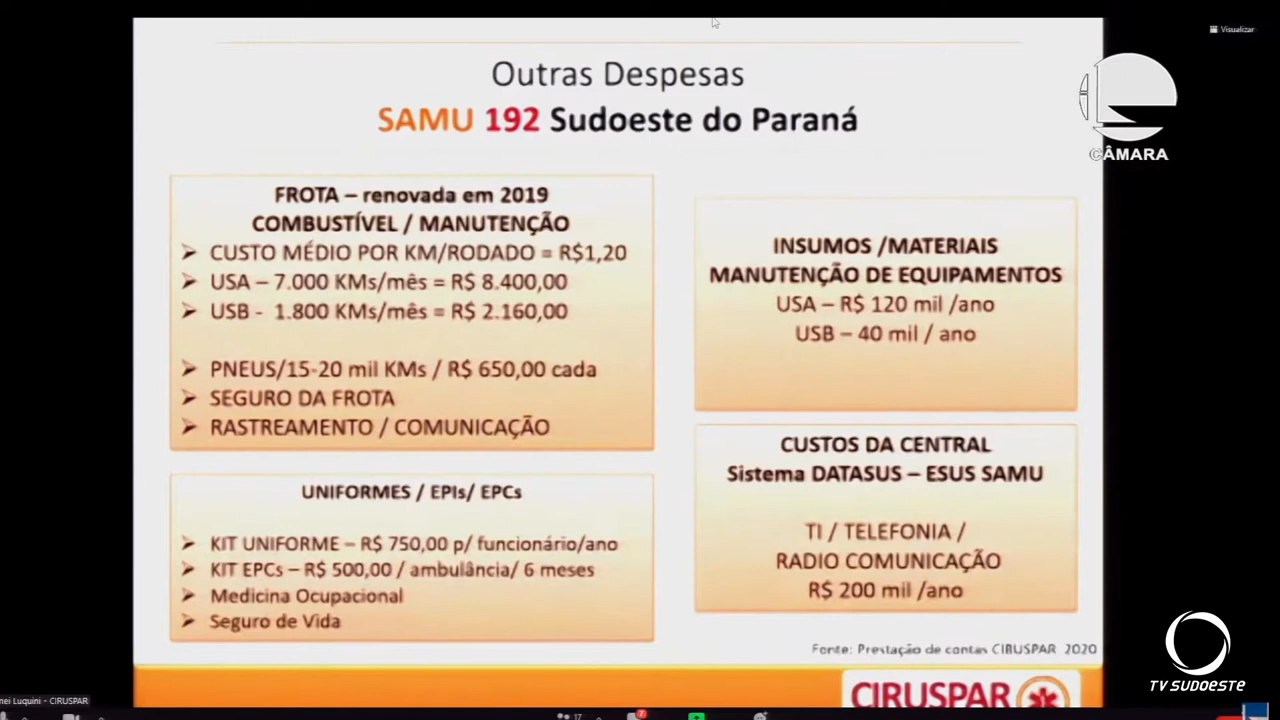 Visualizar
Outras Despesas
SAMU 192 Sudoeste do Paraná
CÂMARA
FROTA – renovada em 2019
COMBUSTÍVEL / MANUTENÇÃO
CUSTO MÉDIO POR KM/RODADO = R$1,20
USA – 7.000 KMs/mês = R$ 8.400,00
USB - 1.800 KMs/mês = R$ 2.160,00
PNEUS/15-20 mil KMs / R$ 650,00 cada
SEGURO DA FROTA
RASTREAMENTO / COMUNICAÇÃO
INSUMOS /MATERIAIS
MANUTENÇÃO DE EQUIPAMENTOS
USA – R$ 120 mil /ano
USB – 40 mil / ano
UNIFORMES / EPIs/ EPCs
KIT UNIFORME – R$ 750,00 p/ funcionário/ano
KIT EPCs – R$ 500,00 / ambulância/ 6 meses
Medicina Ocupacional
Seguro de Vida
CUSTOS DA CENTRAL
Sistema DATASUS – ESUS SAMU
TI / TELEFONIA /
RADIO COMUNICAÇÃO
R$ 200 mil /ano
Fonte: Prestação de contas CIRUSPAR 2020
CIRUSPAR
TV SUDOESTE
Luquini - CIRUSPAR
17
7